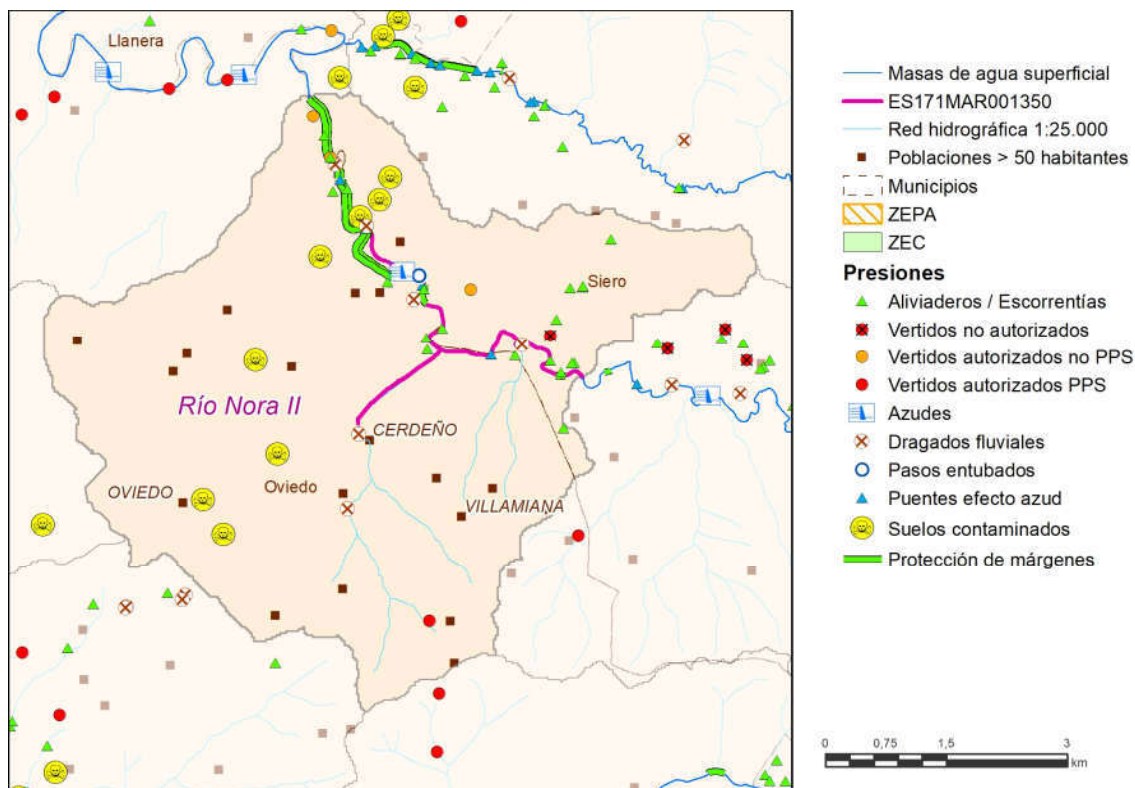 Llanera
Siero
Río Nora II
CERDEÑO
OVIEDO
Oviedo
VILLAMIANA
Masas de agua superficial
ES171MAR001350
Red hidrográfica 1:25.000
Poblaciones > 50 habitantes
Municipios
ZEPA
ZEC
Presiones
Aliviaderos / Escorrentías
Vertidos no autorizados
Vertidos autorizados no PPS
Vertidos autorizados PPS
Azudes
Dragados fluviales
Pasos entubados
Puentes efecto azud
Suelos contaminados
Protección de márgenes
0 0,75 1,5 3
km